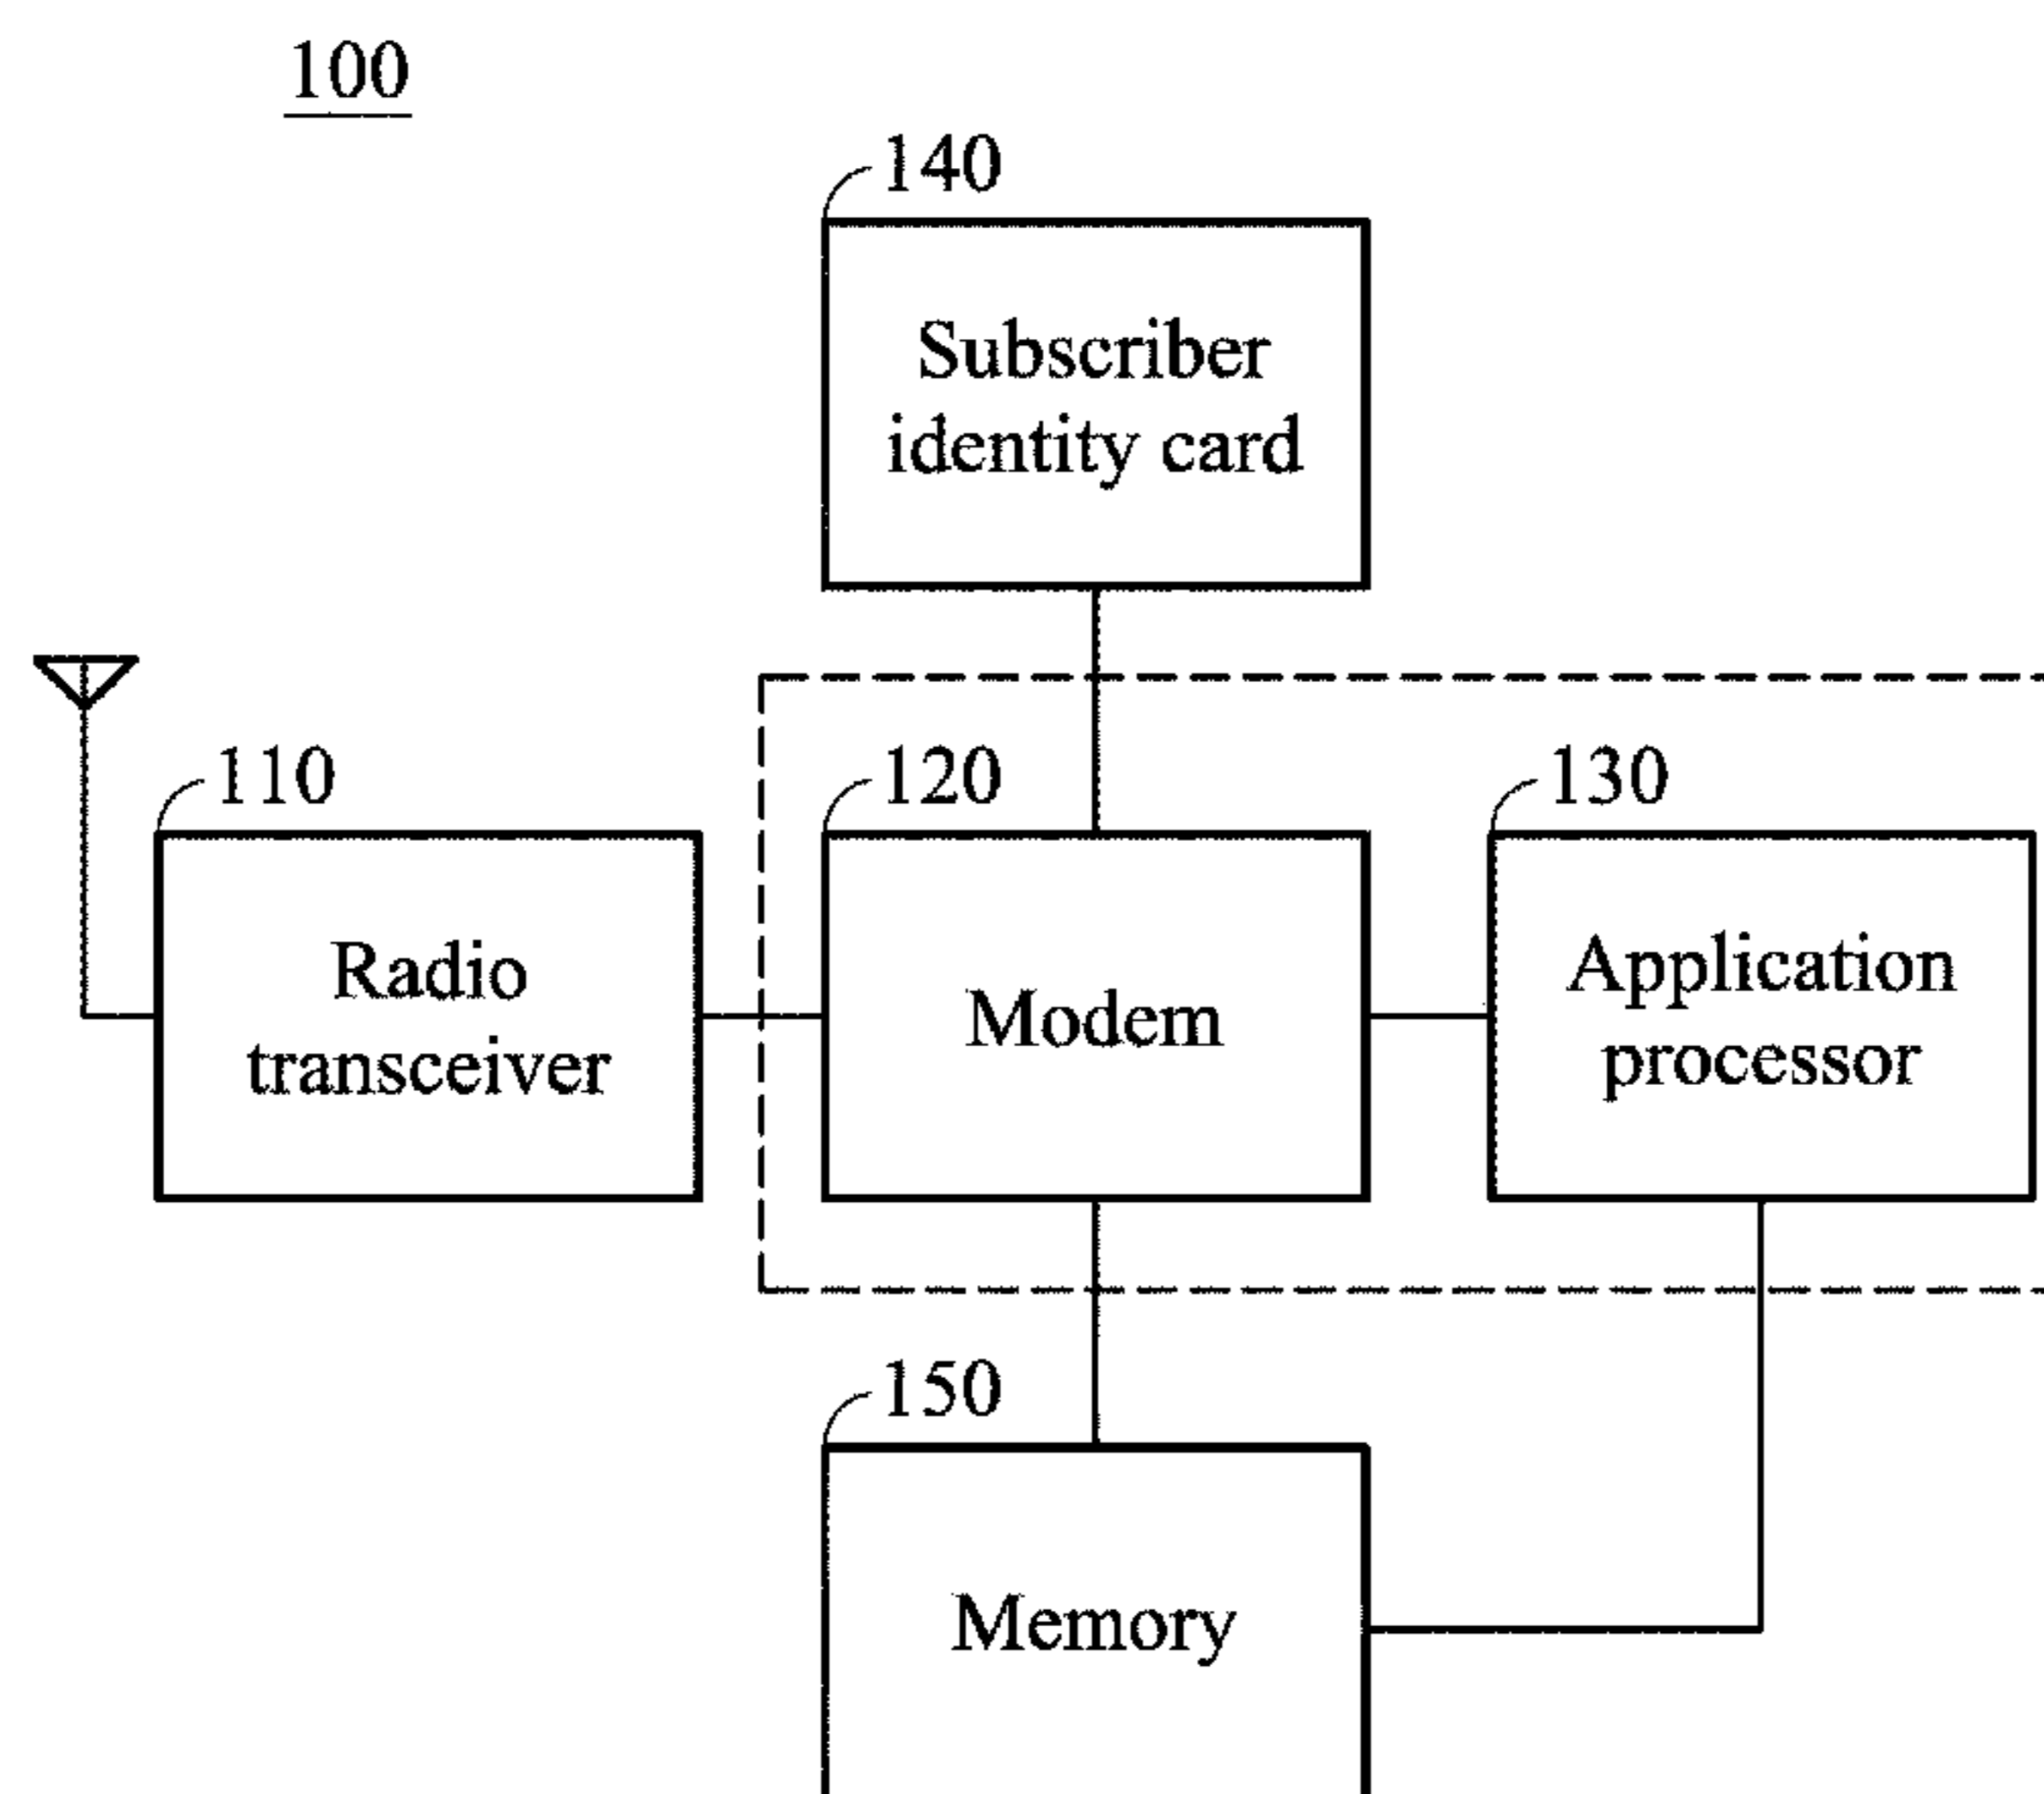 100
140
Subscriber
identity card
110
120
130
Radio
transceiver
Modem
Application
processor
150
Memory